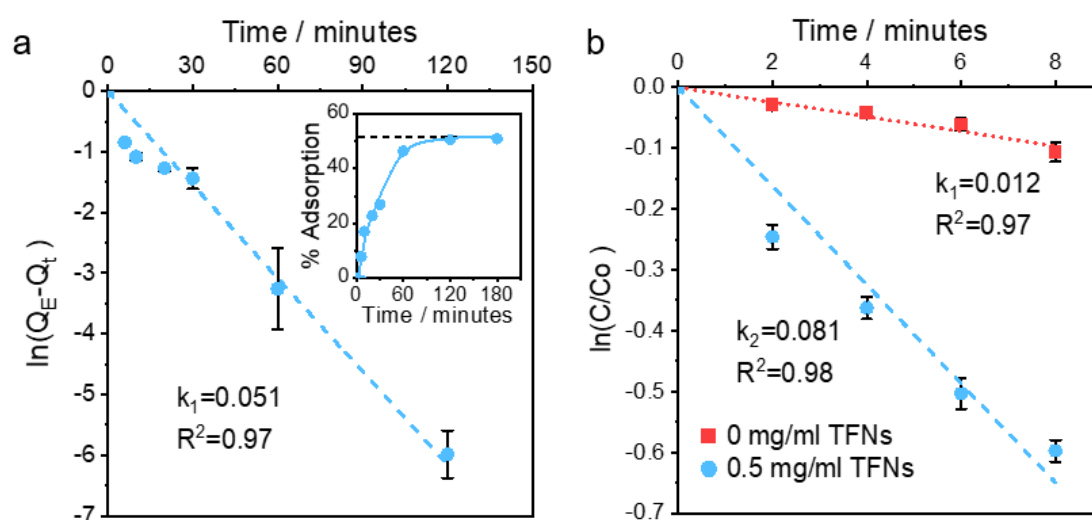 a
Time / minutes
0 30 60 90 120 150
0
-1
-2
-3
-4
-5
-6
-7
ln(Q_E-Q_t)
k₁=0.051
R²=0.97
60
50
40
20
0
% Adsorption
0 60 120 180
Time / minutes
b
Time / minutes
0 2 4 6 8
0.0
-0.1
-0.2
-0.3
-0.4
-0.5
-0.6
-0.7
ln(C/Co)
k₁=0.012
R²=0.97
k₂=0.081
R²=0.98
0 mg/ml TFNs
0.5 mg/ml TFNs